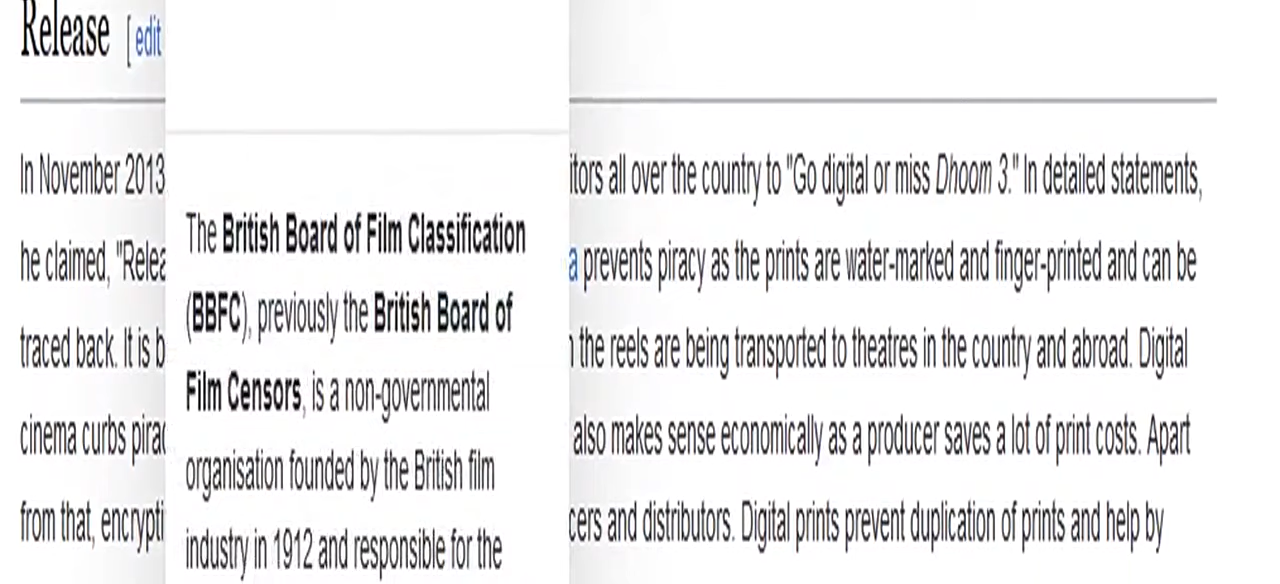 Release [ edit
In November 2013
he claimed, "Relea
traced back. It is b
cinema curbs pirac
from that, encrypti
The British Board of Film Classification
(BBFC), previously the British Board of
Film Censors, is a non-governmental
organisation founded by the British film
industry in 1912 and responsible for the
itors all over the country to "Go digital or miss Dhoom 3." In detailed statements,
a prevents piracy as the prints are water-marked and finger-printed and can be
the reels are being transported to theatres in the country and abroad. Digital
also makes sense economically as a producer saves a lot of print costs. Apart
cers and distributors. Digital prints prevent duplication of prints and help by